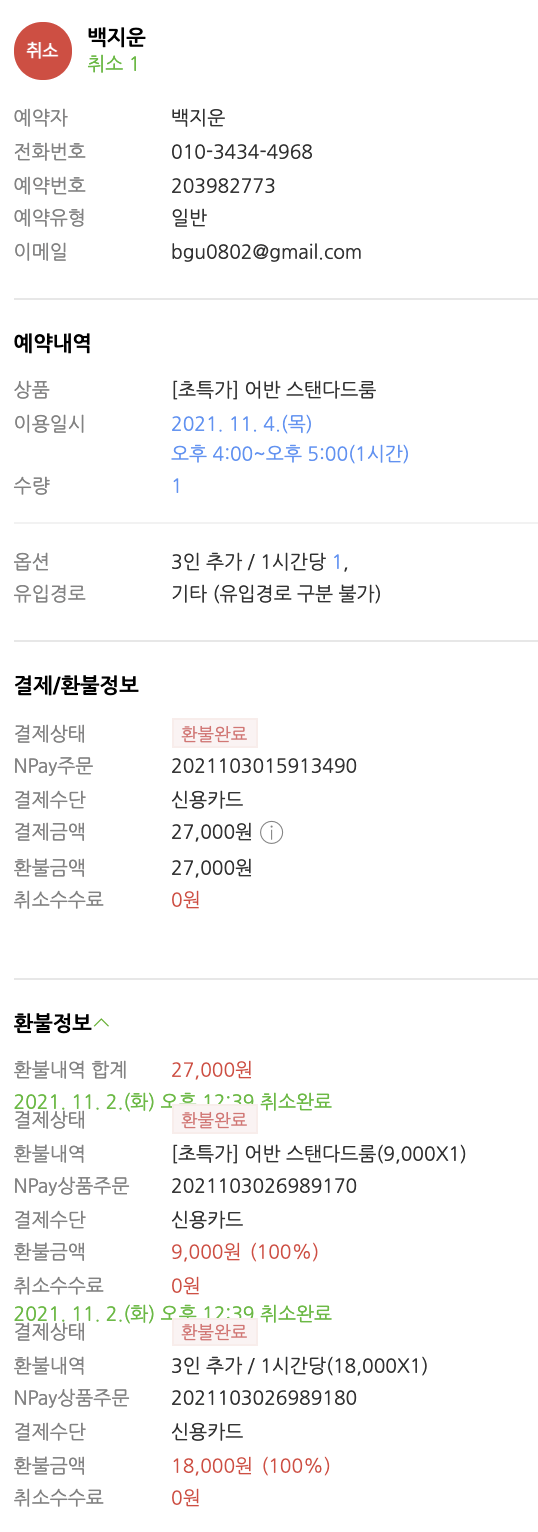 취소
백지운
취소 1
예약자 백지운
전화번호 010-3434-4968
예약번호 203982773
예약유형 일반
이메일 bgu0802@gmail.com
예약내역
상품 [초특가] 어반 스탠다드룸
이용일시 2021. 11. 4.(목)
오후 4:00~오후 5:00(1시간)
수량 1
옵션 3인 추가 / 1시간당 1,
유입경로 기타 (유입경로 구분 불가)
결제/환불정보
결제상태 환불완료
NPay주문 2021103015913490
결제수단 신용카드
결제금액 27,000원
환불금액 27,000원
취소수수료 0원
환불정보
환불내역 합계 27,000원
2021. 11. 2.(화) 오후 12:39 취소완료
결제상태 환불완료
환불내역 [초특가] 어반 스탠다드룸(9,000X1)
NPay상품주문 2021103026989170
결제수단 신용카드
환불금액 9,000원 (100%)
취소수수료 0원
2021. 11. 2.(화) 오후 12:39 취소완료
결제상태 환불완료
환불내역 3인 추가 / 1시간당(18,000X1)
NPay상품주문 2021103026989180
결제수단 신용카드
환불금액 18,000원 (100%)
취소수수료 0원